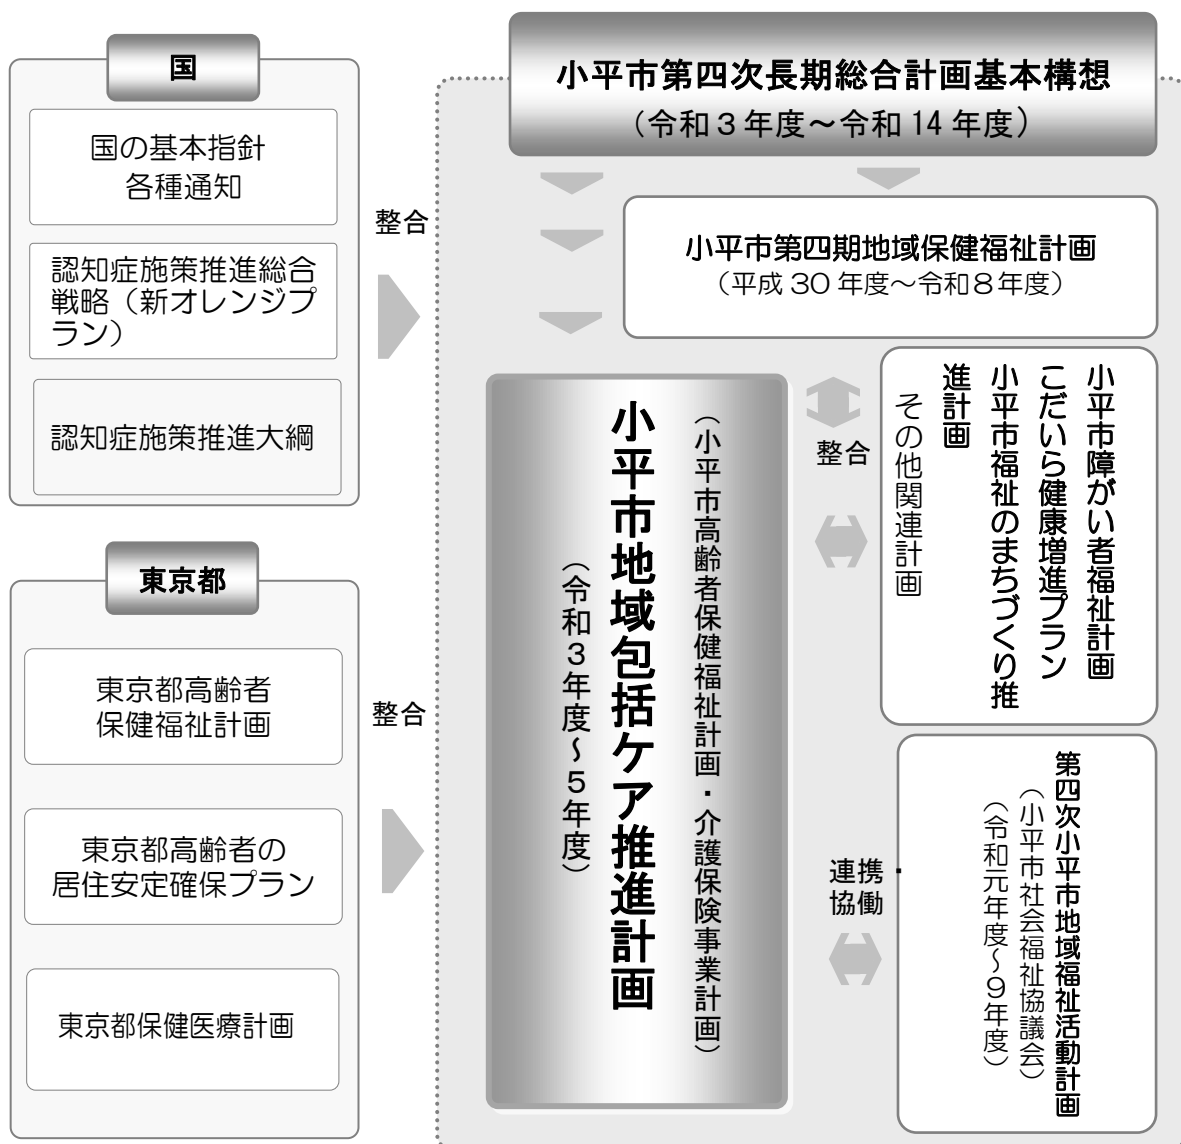 国
国の基本指針
各種通知
認知症施策推進総合
戦略（新オレンジプ
ラン）
認知症施策推進大綱
整合
東京都
東京都高齢者
保健福祉計画
東京都高齢者の
居住安定確保プラン
東京都保健医療計画
整合
小平市第四次長期総合計画基本構想
（令和３年度～令和14年度）
小平市第四期地域保健福祉計画
（平成30年度～令和８年度）
（小平市高齢者保健福祉計画・介護保険事業計画）
小平市地域包括ケア推進計画
（令和３年度～５年度）
整合
小平市障がい者福祉計画
こだいら健康増進プラン
小平市福祉のまちづくり推
進計画
その他関連計画
連携・
協働
第四次小平市地域福祉活動計画
（小平市社会福祉協議会）
（令和元年度～９年度）